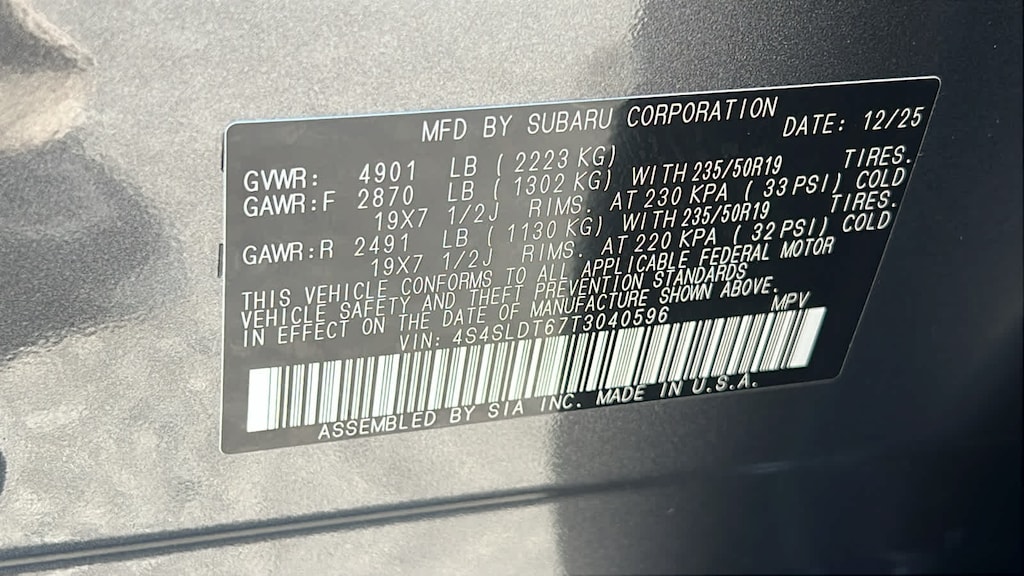 MFD BY SUBARU CORPORATION DATE: 12/25
GVWR: 4901 LB ( 2223 KG)
GAWR:F 2870 LB ( 1302 KG) WITH 235/50R19 TIRES.
19X7 1/2J RIMS. AT 230 KPA ( 33 PSI) COLD
GAWR:R 2491 LB ( 1130 KG) WITH 235/50R19 TIRES.
19X7 1/2J RIMS. AT 220 KPA ( 32 PSI) COLD
THIS VEHICLE CONFORMS TO ALL APPLICABLE FEDERAL MOTOR
VEHICLE SAFETY AND THEFT PREVENTION STANDARDS
IN EFFECT ON THE DATE OF MANUFACTURE SHOWN ABOVE.
VIN: 4S4SLDT67T3040596 MPV
ASSEMBLED BY SIA INC. MADE IN U.S.A.